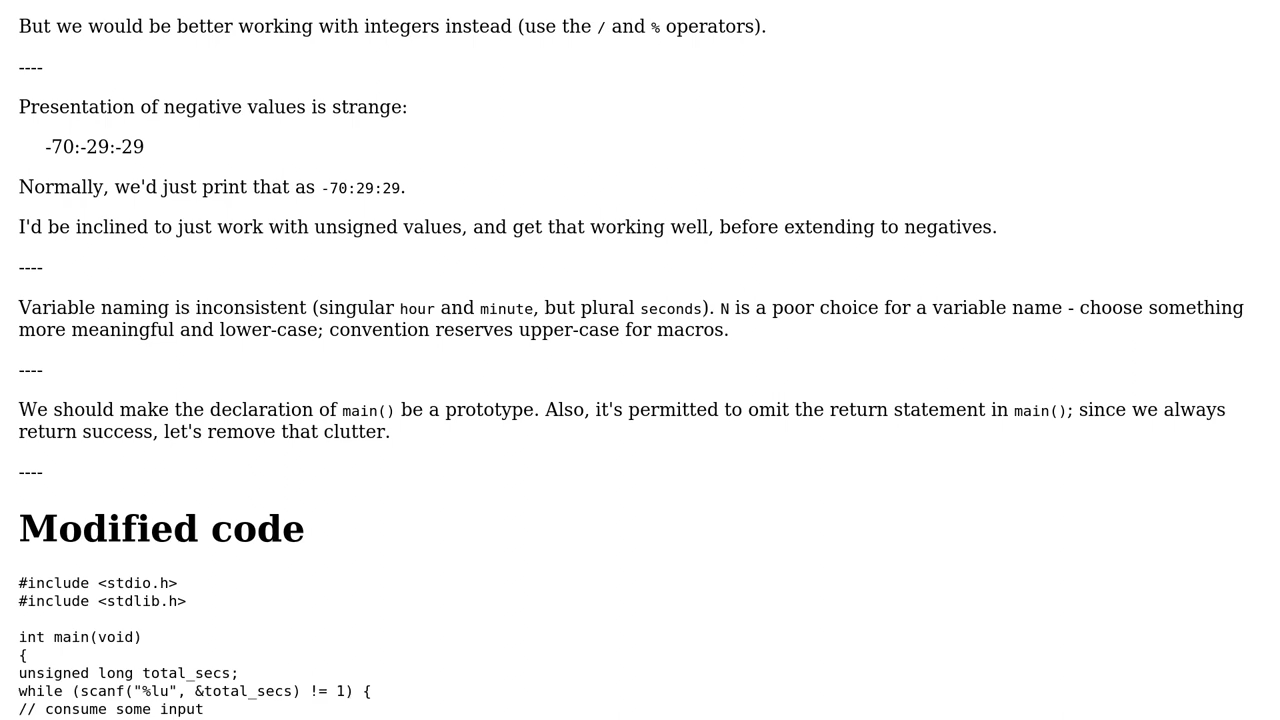 But we would be better working with integers instead (use the / and % operators).
----
Presentation of negative values is strange:
-70:-29:-29
Normally, we'd just print that as -70:29:29.
I'd be inclined to just work with unsigned values, and get that working well, before extending to negatives.
----
Variable naming is inconsistent (singular hour and minute, but plural seconds). N is a poor choice for a variable name - choose something
more meaningful and lower-case; convention reserves upper-case for macros.
----
We should make the declaration of main() be a prototype. Also, it's permitted to omit the return statement in main(); since we always
return success, let's remove that clutter.
----
Modified code
#include <stdio.h>
#include <stdlib.h>
int main(void)
{
unsigned long total_secs;
while (scanf("%lu", &total_secs) != 1) {
// consume some input